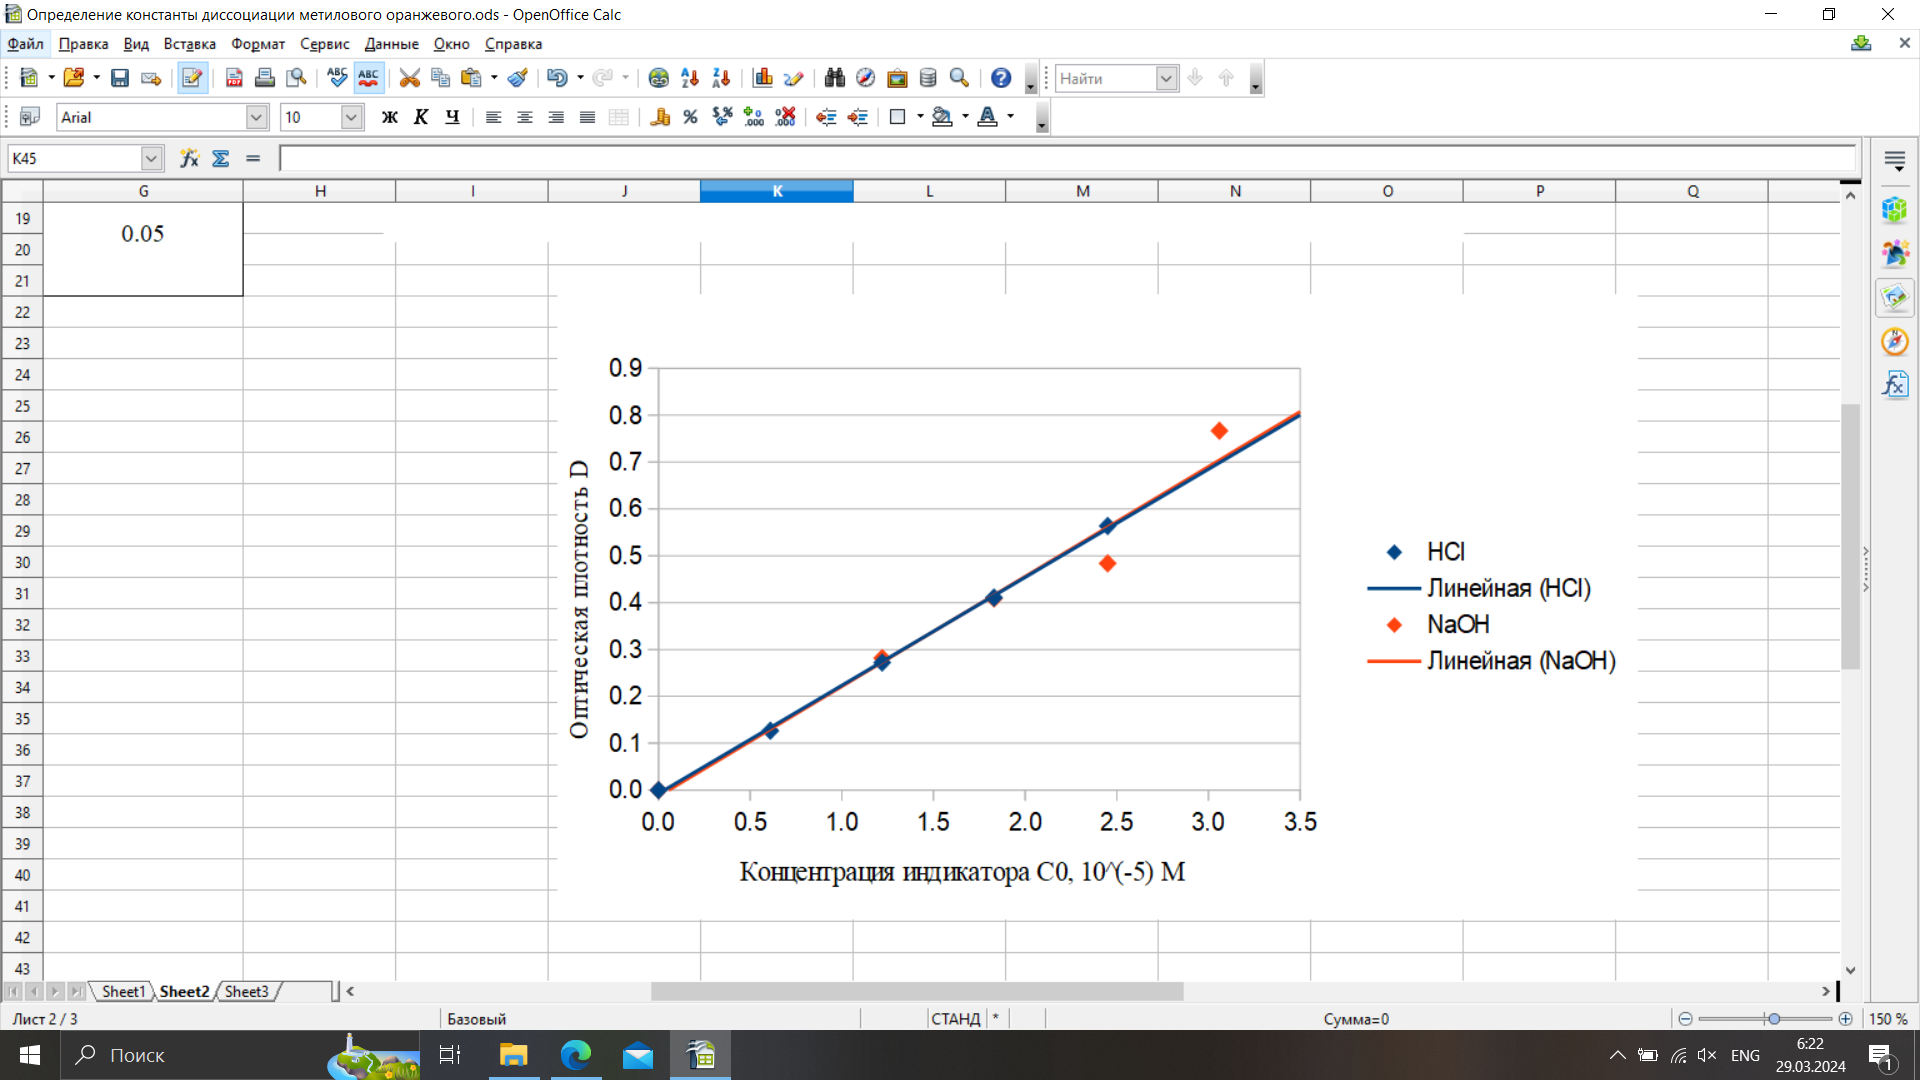 Определение константы диссоциации метилового оранжевого.ods - OpenOffice Calc
Файл Правка Вид Вставка Формат Сервис Данные Окно Справка
Найти
Arial 10 Ж К Ч
K45
G H I J K L M N O P Q
19
0.05
20
21
22
23
24
25
26
27
28
29
30
31
32
33
34
35
36
37
38
39
40
41
42
43
Оптическая плотность D
0.9
0.8
0.7
0.6
0.5
0.4
0.3
0.2
0.1
0.0
0.0 0.5 1.0 1.5 2.0 2.5 3.0 3.5
Концентрация индикатора C0, 10^(-5) M
HCl
Линейная (HCl)
NaOH
Линейная (NaOH)
Sheet1 Sheet2 Sheet3
Лист 2 / 3 Базовый СТАНД * Сумма=0 150 %
Поиск
ENG
6:22
29.03.2024
1